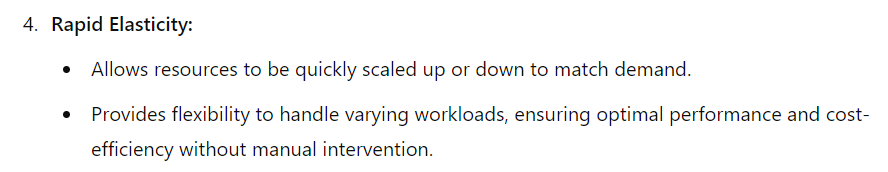 4. Rapid Elasticity:
• Allows resources to be quickly scaled up or down to match demand.
• Provides flexibility to handle varying workloads, ensuring optimal performance and cost-
efficiency without manual intervention.